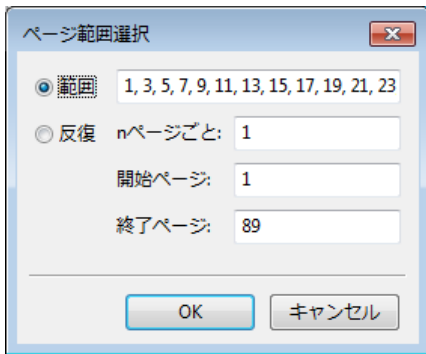 ページ範囲選択
範囲 1, 3, 5, 7, 9, 11, 13, 15, 17, 19, 21, 23
反復 nページごと: 1
開始ページ: 1
終了ページ: 89
OK キャンセル